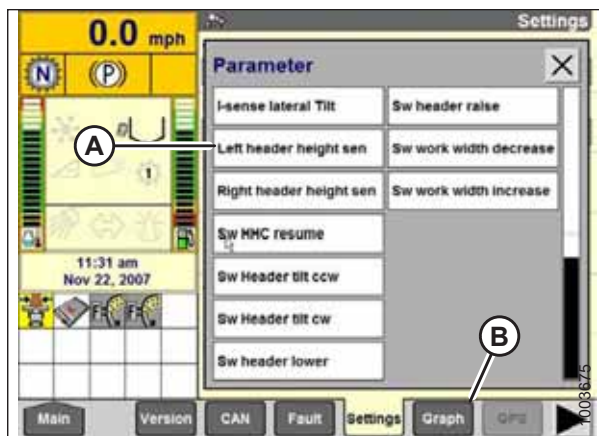 0.0 mph
Settings
N
(P)
Parameter
X
I-sense lateral Tilt
Sw header raise
A
Left header height sen
Sw work width decrease
1
Right header height sen
Sw work width increase
Sw HHC resume
11:31 am
Nov 22, 2007
Sw Header tilt ccw
Sw Header tilt cw
B
Sw header lower
Main
Version
CAN
Fault
Settings
Graph
GPS
1003675